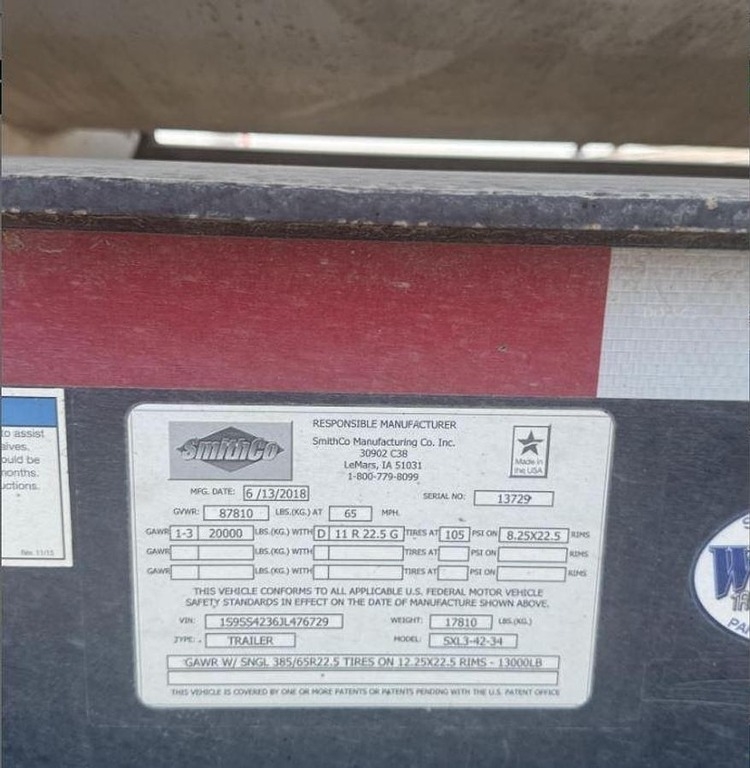 to assist
ould be
months.
uctions.
Rev. 11/13
SmithCo
RESPONSIBLE MANUFACTURER
SmithCo Manufacturing Co. Inc.
30902 C38
LeMars, IA 51031
1-800-779-8099
Made in
the USA
MFG. DATE: 6/13/2018 SERIAL NO: 13729
GVWR: 87810 LBS.(KG.) AT 65 MPH.
GAWR 1-3 20000 LBS.(KG.) WITH D 11 R 22.5 G TIRES AT 105 PSI ON 8.25X22.5 RIMS
GAWR LBS.(KG.) WITH TIRES AT PSI ON RIMS
GAWR LBS.(KG.) WITH TIRES AT PSI ON RIMS
THIS VEHICLE CONFORMS TO ALL APPLICABLE U.S. FEDERAL MOTOR VEHICLE
SAFETY STANDARDS IN EFFECT ON THE DATE OF MANUFACTURE SHOWN ABOVE.
VIN: 1S9SS4236JL476729 WEIGHT: 17810 LBS.(KG.)
TYPE: TRAILER MODEL: SXL3-42-34
GAWR W/ SNGL 385/65R22.5 TIRES ON 12.25X22.5 RIMS - 13000LB
THIS VEHICLE IS COVERED BY ONE OR MORE PATENTS OR PATENTS PENDING WITH THE U.S. PATENT OFFICE